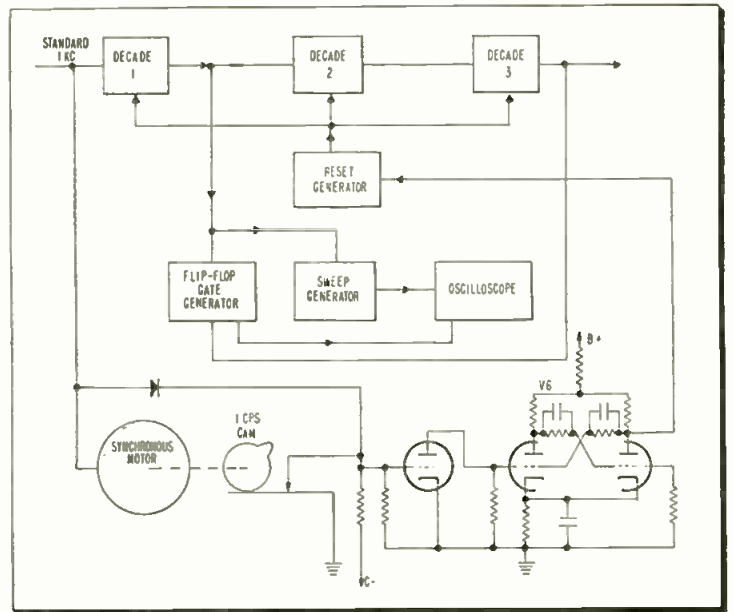 STANDARD
1 KC
DECADE
1
DECADE
2
DECADE
3
RESET
GENERATOR
FLIP-FLOP
GATE
GENERATOR
SWEEP
GENERATOR
OSCILLOSCOPE
B+
V6
1 CPS
CAM
SYNCHRONOUS
MOTOR
VC-